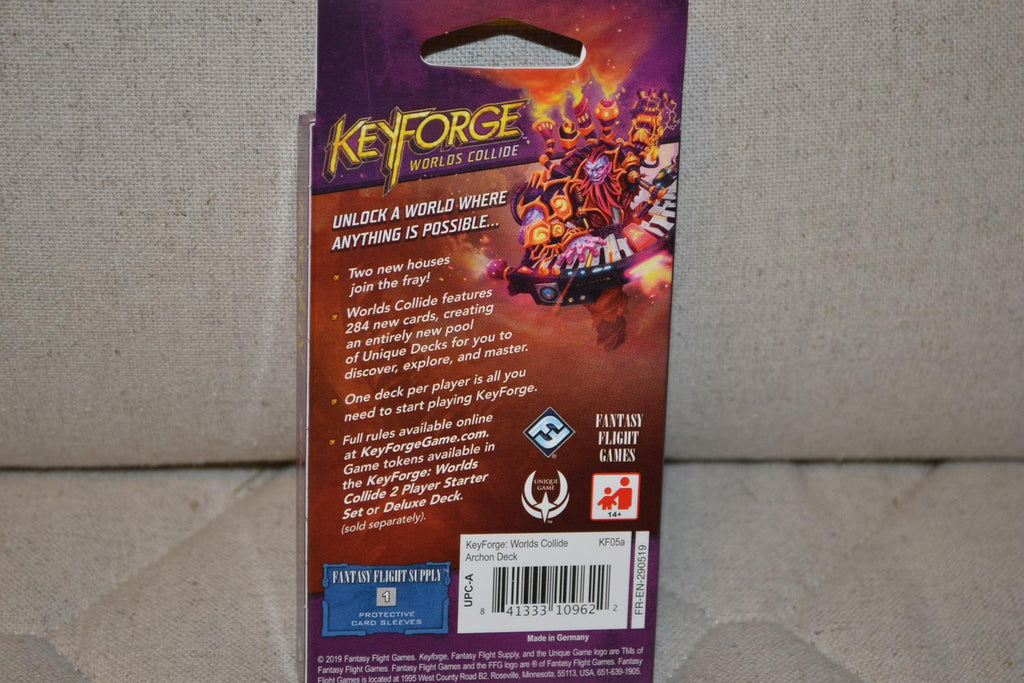 KEYFORGE™
WORLDS COLLIDE
UNLOCK A WORLD WHERE
ANYTHING IS POSSIBLE...
Two new houses
join the fray!
Worlds Collide features
284 new cards, creating
an entirely new pool
of Unique Decks for you to
discover, explore, and master.
One deck per player is all you
need to start playing KeyForge.
Full rules available online
at KeyForgeGame.com.
Game tokens available in
the KeyForge: Worlds
Collide 2 Player Starter
Set or Deluxe Deck.
(sold separately).
FANTASY
FLIGHT
GAMES
UNIQUE
GAME
™
14+
KeyForge: Worlds Collide KF05a
Archon Deck
UPC-A
8 41333 10962 2
FR-EN-290519
FANTASY FLIGHT SUPPLY™
1
PROTECTIVE
CARD SLEEVES
Made in Germany
© 2019 Fantasy Flight Games. Keyforge, Fantasy Flight Supply, and the Unique Game logo are TMs of
Fantasy Flight Games. Fantasy Flight Games and the FFG logo are ® of Fantasy Flight Games. Fantasy
Flight Games is located at 1995 West County Road B2, Roseville, Minnesota, 55113, USA, 651-639-1905.